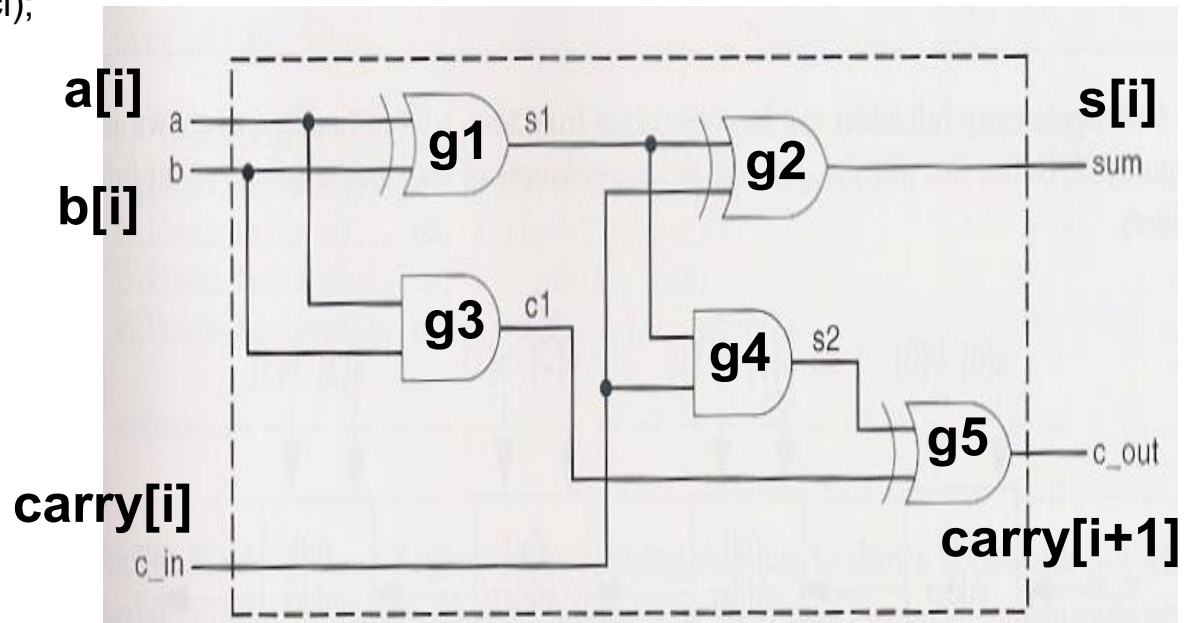 a[i]
a
b
b[i]
g1
s1
g2
s[i]
sum
g3
c1
g4
s2
g5
c_out
carry[i]
carry[i+1]
c_in